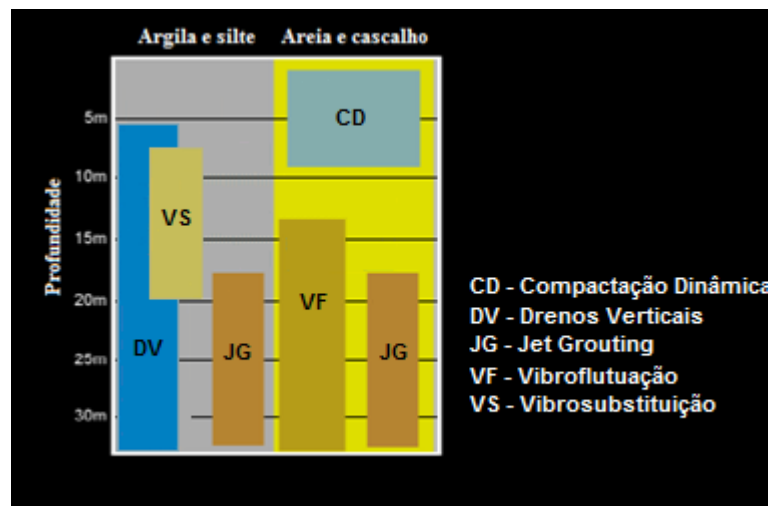 Argila e silte
Areia e cascalho
Profundidade
5m
10m
15m
20m
25m
30m
CD
VS
DV
JG
VF
JG
CD - Compactação Dinâmica
DV - Drenos Verticais
JG - Jet Grouting
VF - Vibroflutuação
VS - Vibrosubstituição